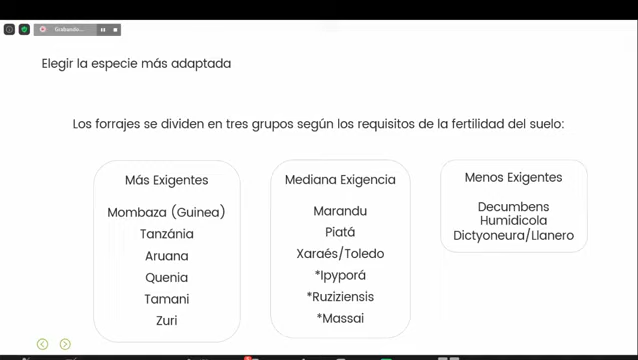 Grabando...
Elegir la especie más adaptada
Los forrajes se dividen en tres grupos según los requisitos de la fertilidad del suelo:
Más Exigentes
Mombaza (Guinea)
Tanzánia
Aruana
Quenia
Tamani
Zuri
Mediana Exigencia
Marandu
Piatá
Xaraés/Toledo
*Ipyporá
*Ruziziensis
*Massai
Menos Exigentes
Decumbens
Humidicola
Dictyoneura/Llanero